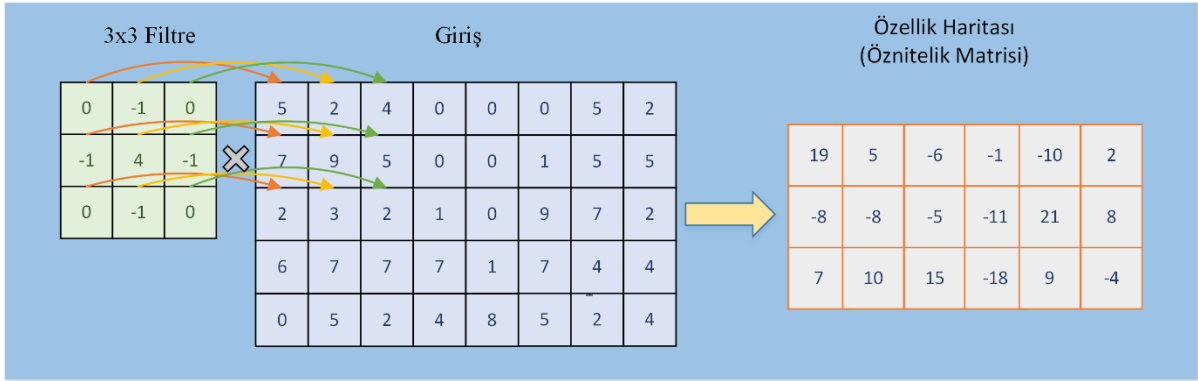 3x3 Filtre
Giriş
Özellik Haritası
(Öznitelik Matrisi)
0 -1 0
-1 4 -1
0 -1 0
5 2 4 0 0 0 5 2
7 9 5 0 0 1 5 5
2 3 2 1 0 9 7 2
6 7 7 7 1 7 4 4
0 5 2 4 8 5 2 4
19 5 -6 -1 -10 2
-8 -8 -5 -11 21 8
7 10 15 -18 9 -4